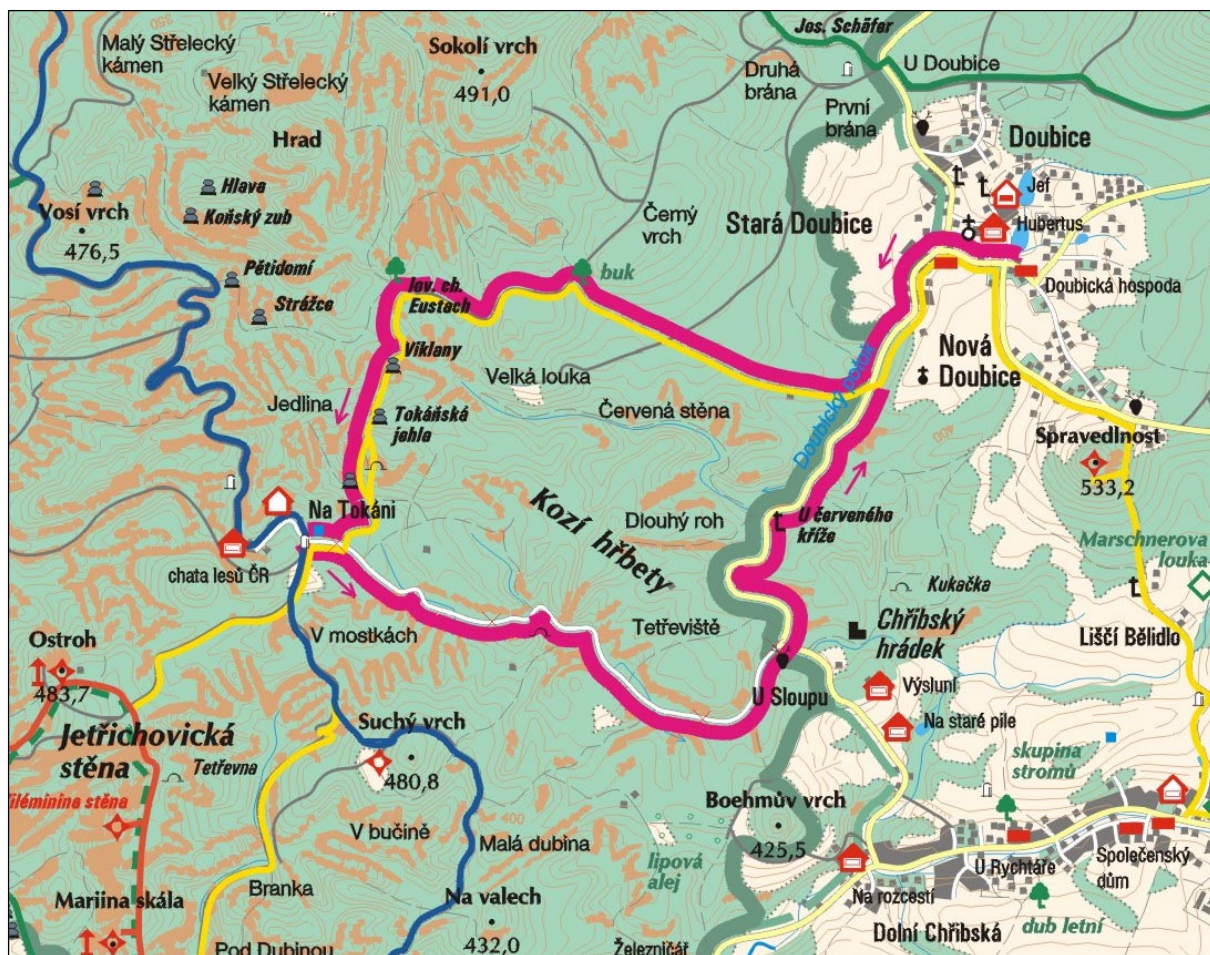 Jos. Schäfer
Malý Střelecký
kámen
350
Sokolí vrch
491,0
Druhá
brána
U Doubice
Velký Střelecký
kámen
První
brána
Hrad
Doubice
Hlava
Koňský zub
Jef
Vosí vrch
476,5
Černý
vrch
Stará Doubice
Hubertus
Pětidomí
Strážce
lov. ch.
Eustach
buk
Doubická hospoda
Viklany
Velká louka
Nová
Doubice
Jedlina
Tokáňská
jehla
Červená stěna
Doubický potok
400
Spravedlnost
533,2
Na Tokáni
Kozí hřbety
Dlouhý roh
U červeného
kříže
Marschnerova
louka
chata lesů ČR
Kukačka
V mostkách
Tetřeviště
Chřibský
hrádek
Liščí Bělidlo
Ostroh
483,7
U Sloupu
Výsluní
Jetřichovická
stěna
Suchý vrch
480,8
Na staré pile
Tetřevna
skupina
stromů
iléminina stěna
V bučině
400
Malá dubina
Boehmův vrch
425,5
lipová
alej
U Rychtáře
Společenský
dům
Branka
Mariina skála
Na valech
432,0
Na rozcestí
Dolní Chřibská
dub letní
Pod Dubinou
Železničář